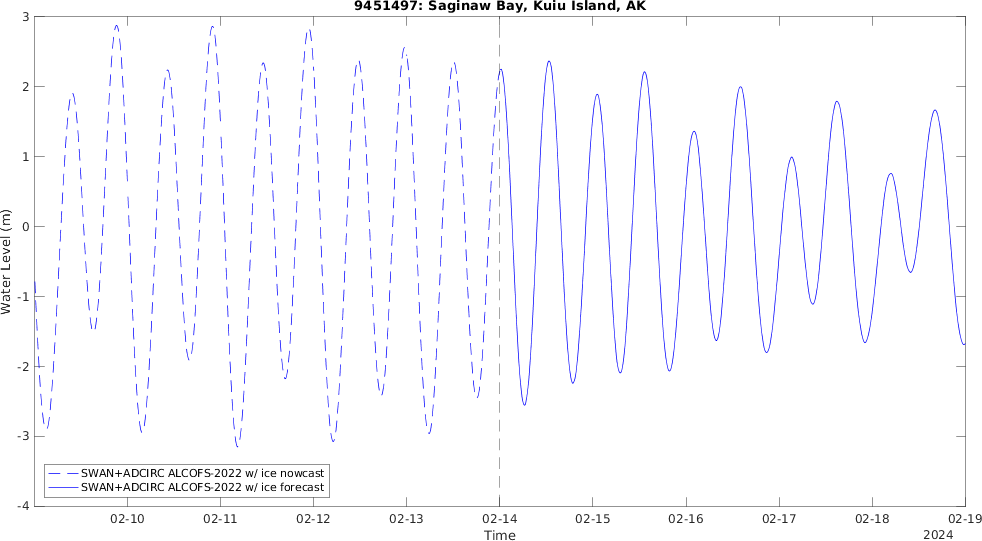 9451497: Saginaw Bay, Kuiu Island, AK
3
2
1
0
-1
-2
-3
-4
Water Level (m)
SWAN+ADCIRC ALCOFS-2022 w/ ice nowcast
SWAN+ADCIRC ALCOFS-2022 w/ ice forecast
02-10 02-11 02-12 02-13 02-14 02-15 02-16 02-17 02-18 02-19
Time
2024